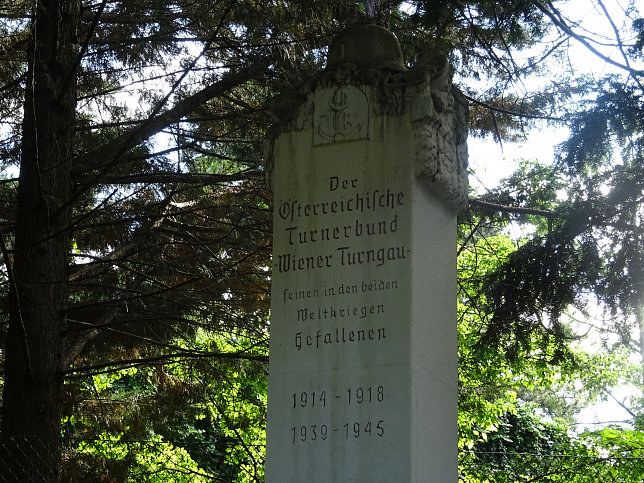 Der
Öſterreichiſche
Turnerbund
-Wiener Turngau-
ſeinen in den beiden
Weltkriegen
Gefallenen
1914 - 1918
1939 - 1945